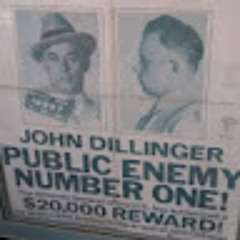 JOHN DILLINGER
PUBLIC ENEMY
NUMBER ONE!
$20,000 REWARD!